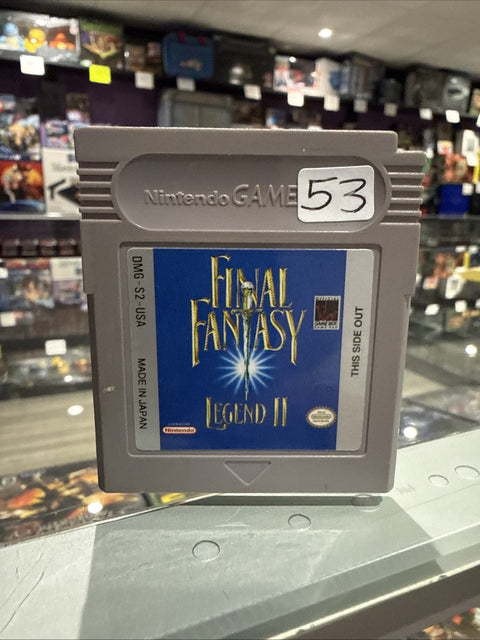 Nintendo GAME
53
DMG-S2-USA
MADE IN JAPAN
FINAL
FANTASY
LEGEND II
Nintendo
THIS SIDE OUT